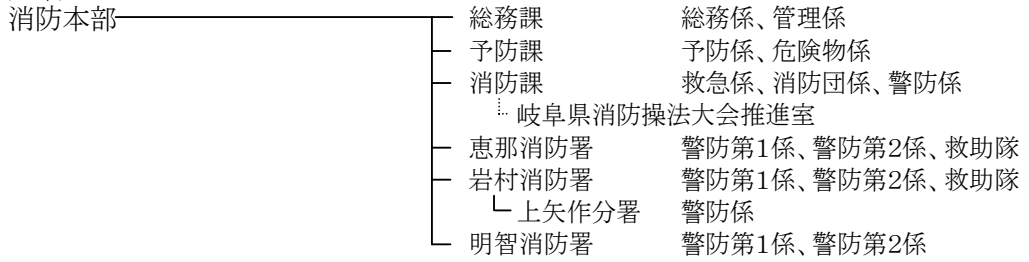 消防本部 総務課 総務係、管理係
予防課 予防係、危険物係
消防課 救急係、消防団係、警防係
岐阜県消防操法大会推進室
恵那消防署 警防第1係、警防第2係、救助隊
岩村消防署 警防第1係、警防第2係、救助隊
上矢作分署 警防係
明智消防署 警防第1係、警防第2係